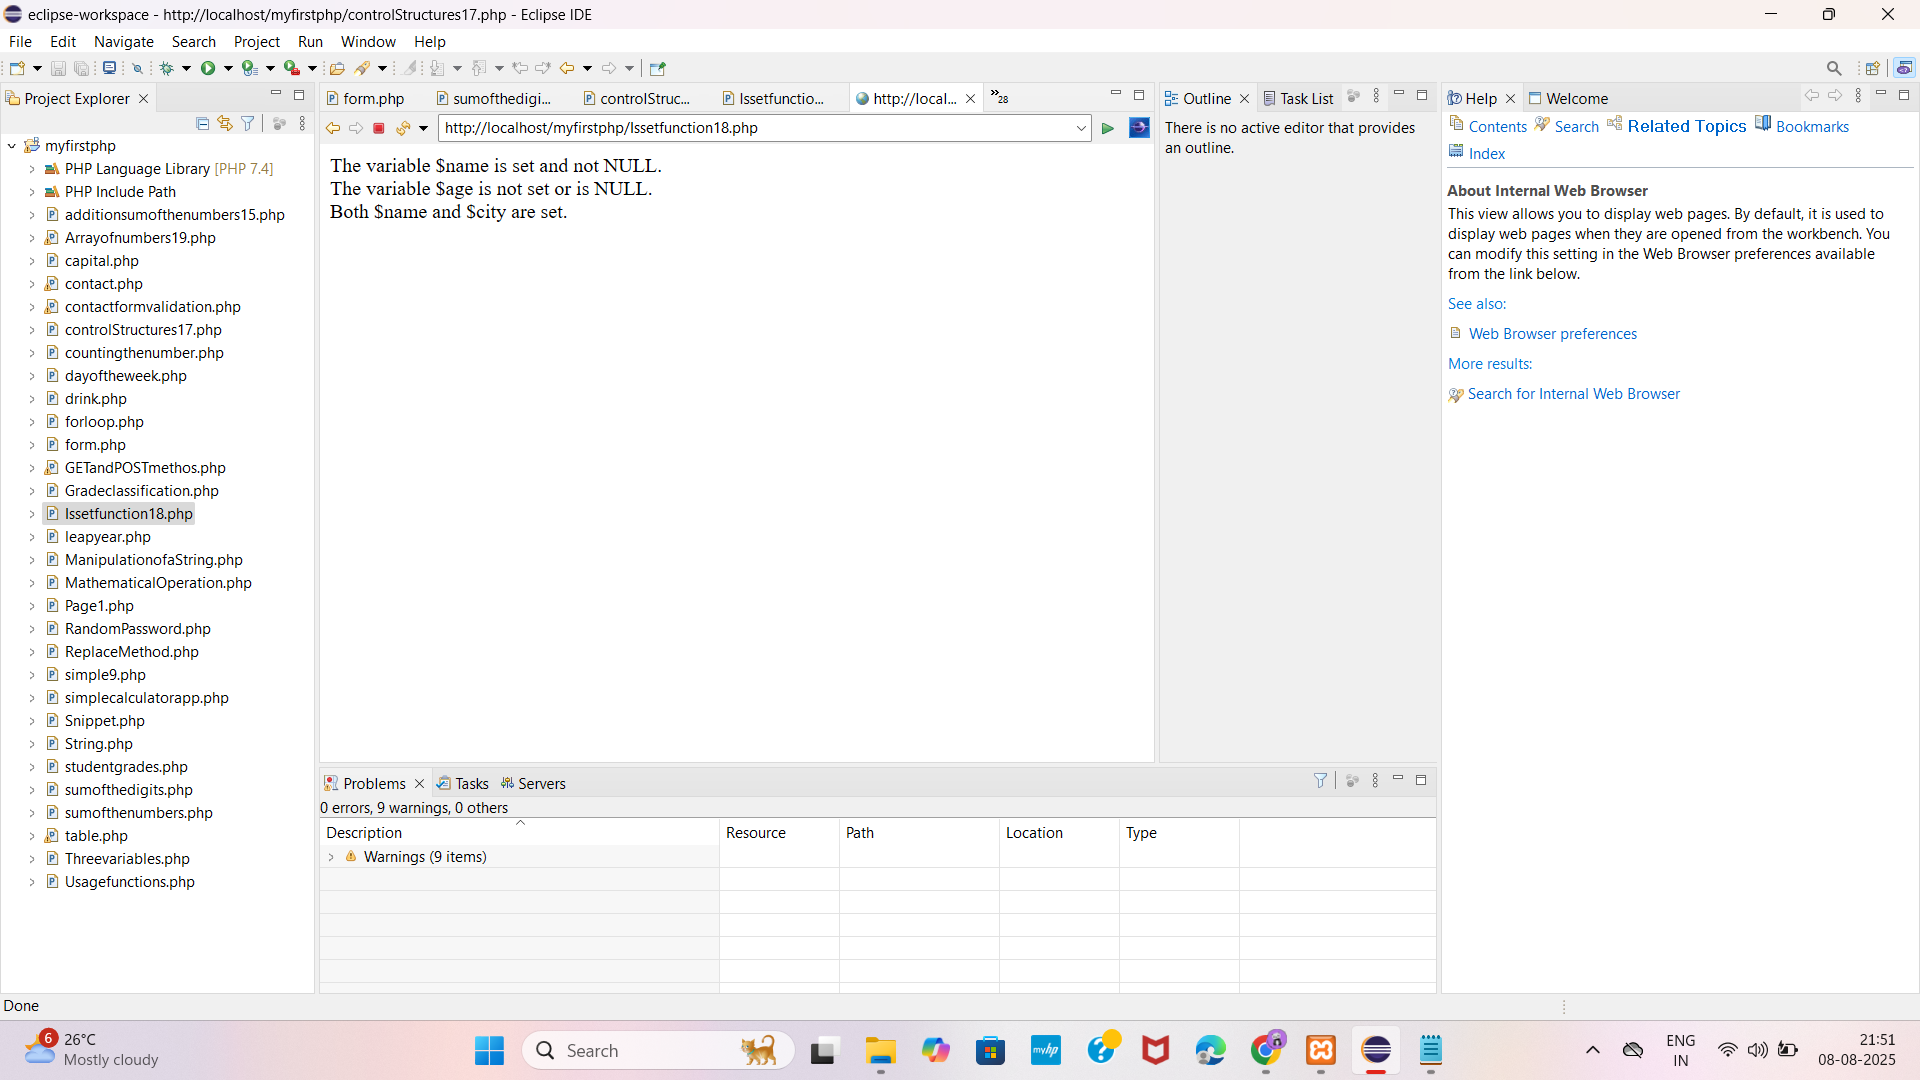 eclipse-workspace - http://localhost/myfirstphp/controlStructures17.php - Eclipse IDE
File Edit Navigate Search Project Run Window Help
Project Explorer
myfirstphp
PHP Language Library [PHP 7.4]
PHP Include Path
additionsumofthenumbers15.php
Arrayofnumbers19.php
capital.php
contact.php
contactformvalidation.php
controlStructures17.php
countingthenumber.php
dayoftheweek.php
drink.php
forloop.php
form.php
GETandPOSTmethos.php
Gradeclassification.php
Issetfunction18.php
leapyear.php
ManipulationofaString.php
MathematicalOperation.php
Page1.php
RandomPassword.php
ReplaceMethod.php
simple9.php
simplecalculatorapp.php
Snippet.php
String.php
studentgrades.php
sumofthedigits.php
sumofthenumbers.php
table.php
Threevariables.php
Usagefunctions.php
form.php sumofthedigi... controlStruc... Issetfunctio... http://local... »28
http://localhost/myfirstphp/Issetfunction18.php
The variable $name is set and not NULL.
The variable $age is not set or is NULL.
Both $name and $city are set.
Outline Task List
There is no active editor that provides
an outline.
Help Welcome
Contents Search Related Topics Bookmarks
Index
About Internal Web Browser
This view allows you to display web pages. By default, it is used to
display web pages when they are opened from the workbench. You
can modify this setting in the Web Browser preferences available
from the link below.
See also:
Web Browser preferences
More results:
Search for Internal Web Browser
Problems Tasks Servers
0 errors, 9 warnings, 0 others
Description Resource Path Location Type
Warnings (9 items)
Done
6 26°C
Mostly cloudy
Search
myhp
ENG
IN
21:51
08-08-2025